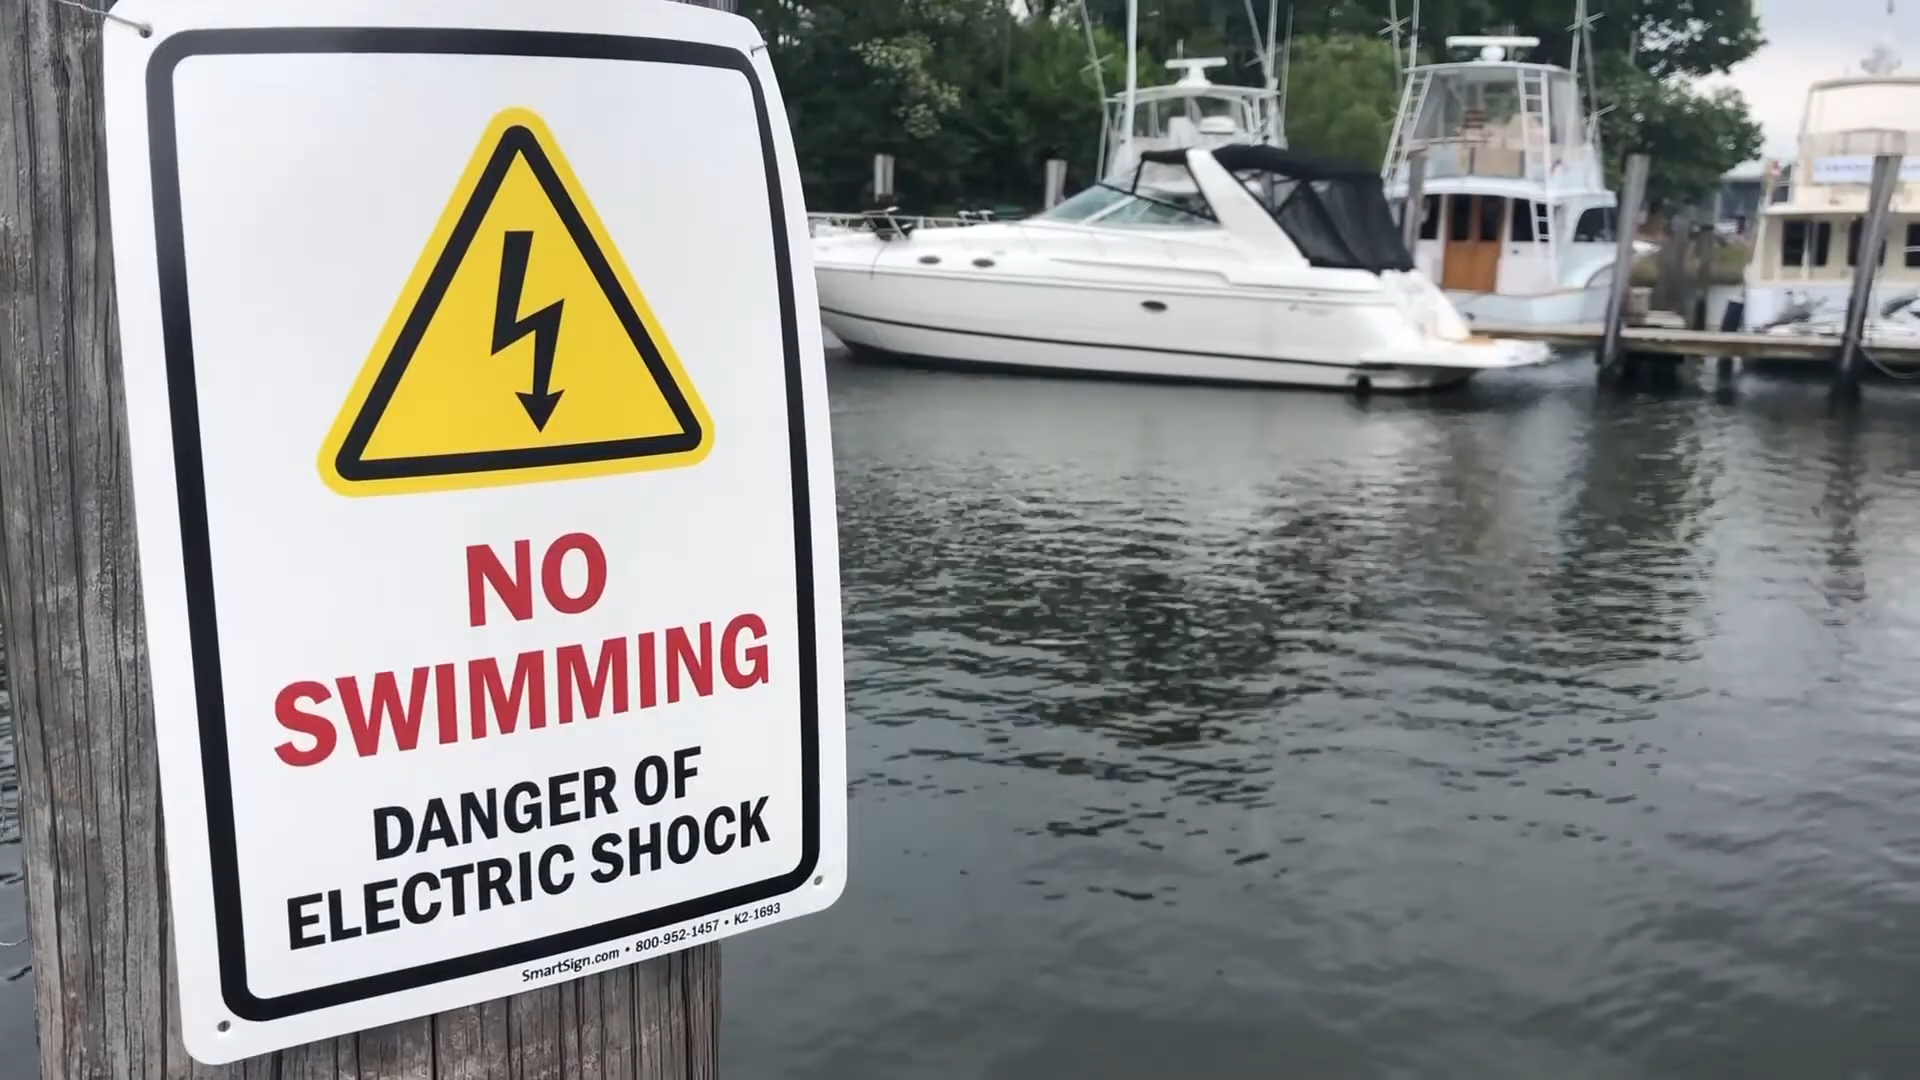 NO
SWIMMING
DANGER OF
ELECTRIC SHOCK
SmartSign.com • 800-952-1457 • K2-1693